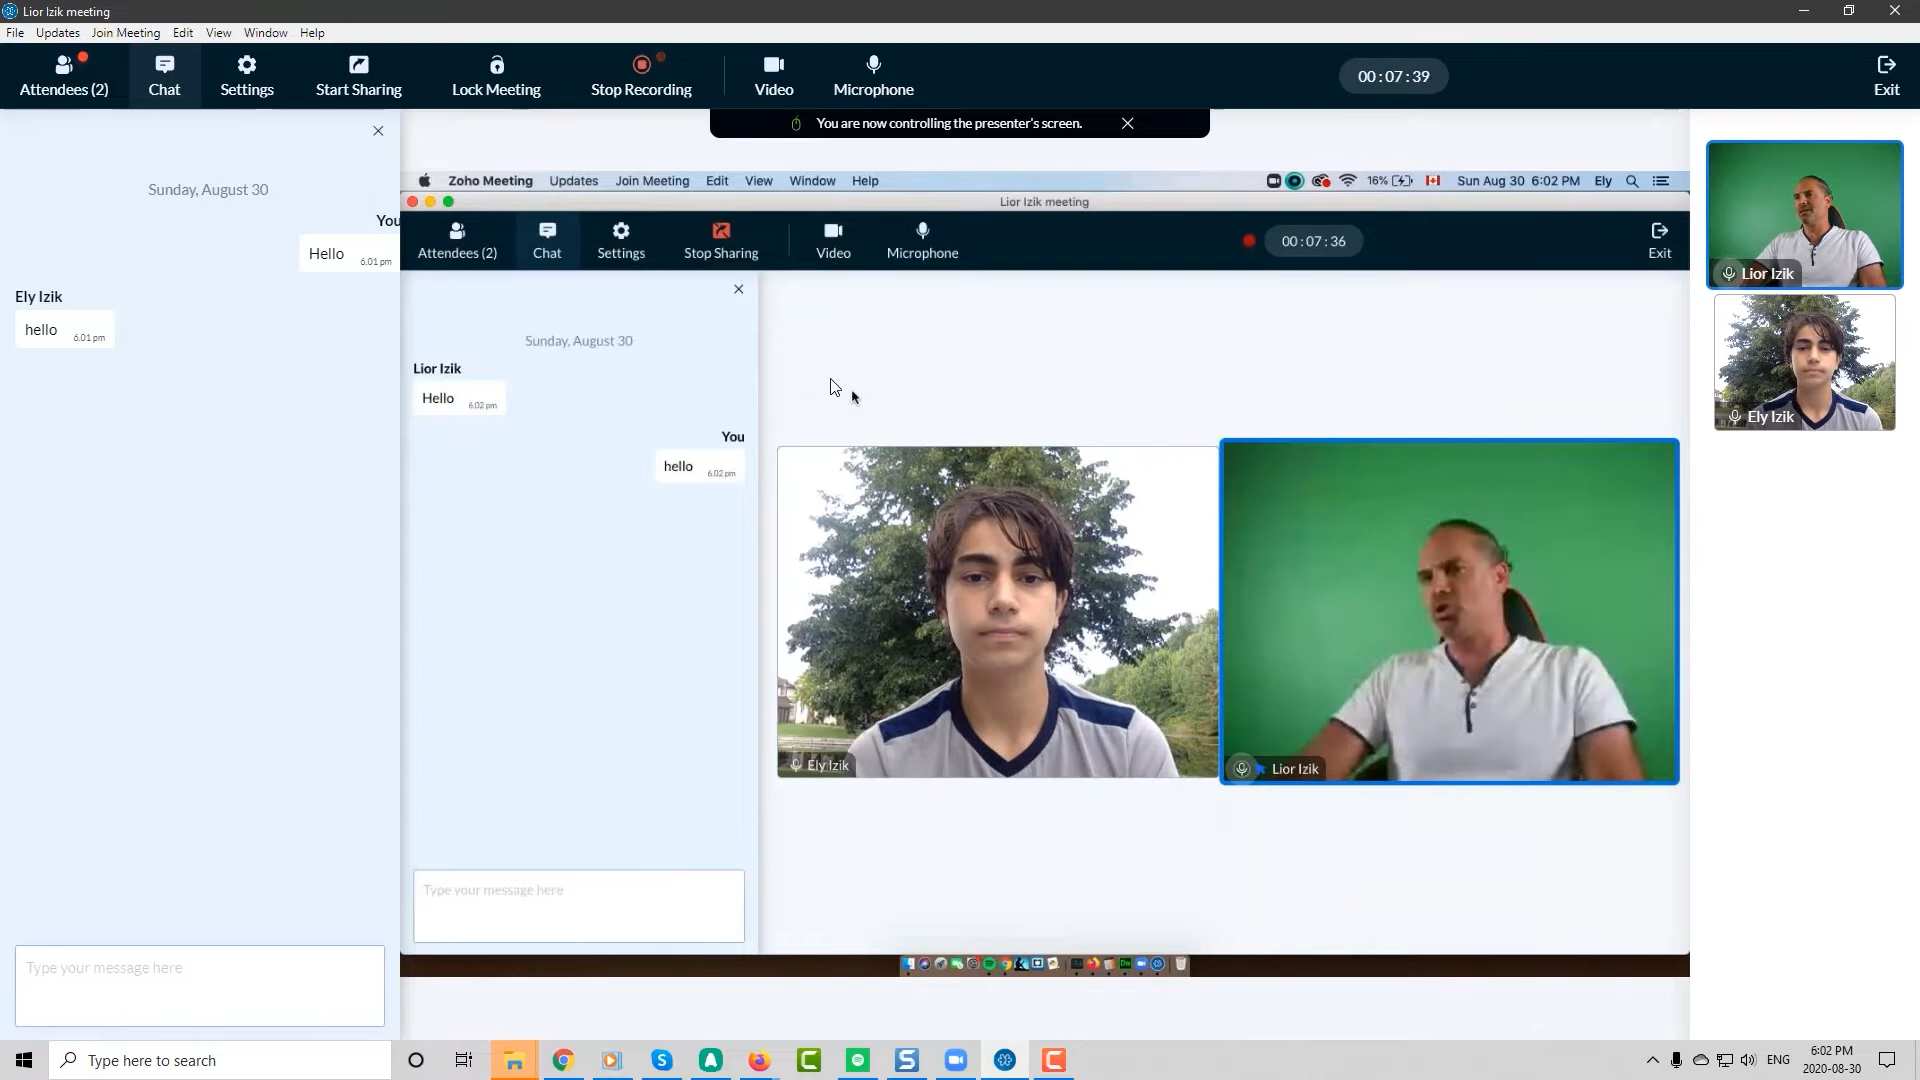 Lior Izik meeting
File Updates Join Meeting Edit View Window Help
Attendees (2) Chat Settings Start Sharing Lock Meeting Stop Recording Video Microphone 00:07:39 Exit
You are now controlling the presenter's screen.
Sunday, August 30
You
Hello 6.01 pm
Ely Izik
hello 6.01 pm
Type your message here
Zoho Meeting Updates Join Meeting Edit View Window Help 16% Sun Aug 30 6:02 PM Ely
Lior Izik meeting
Attendees (2) Chat Settings Stop Sharing Video Microphone 00:07:36 Exit
Sunday, August 30
Lior Izik
Hello 6.02 pm
You
hello 6.02 pm
Type your message here
Ely Izik
Lior Izik
Lior Izik
Ely Izik
Type here to search
ENG
6:02 PM
2020-08-30